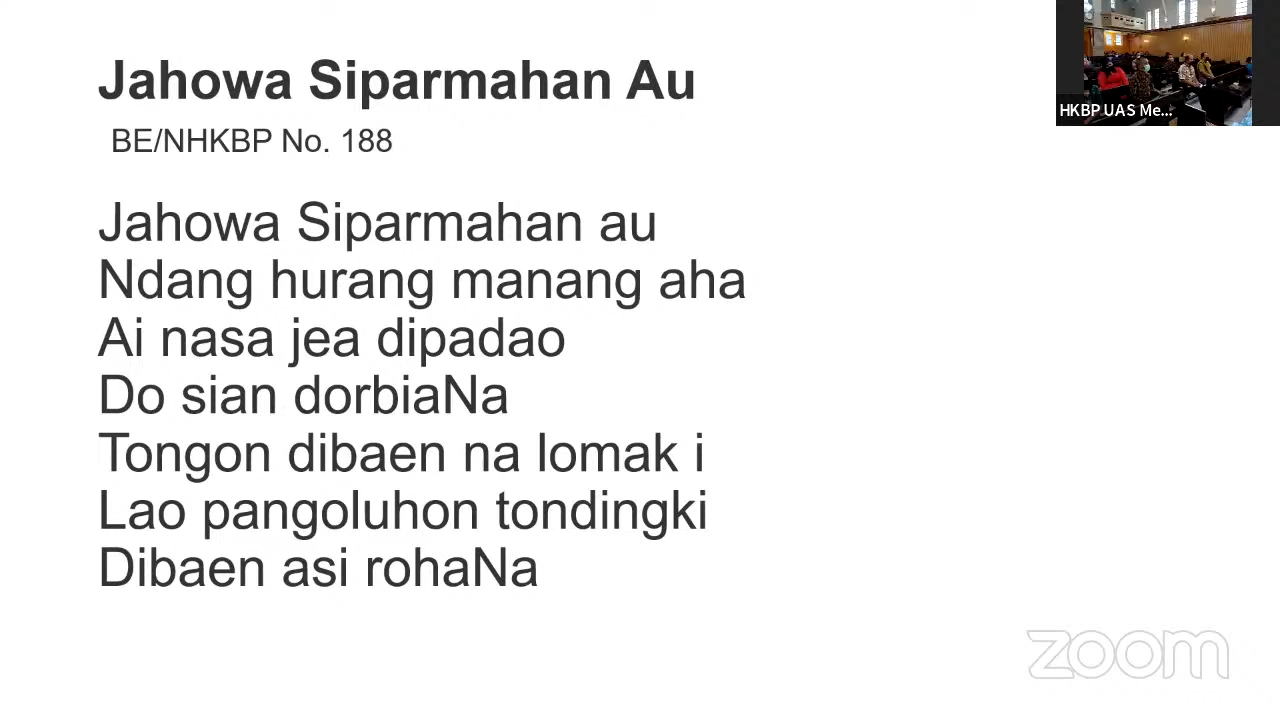 Jahowa Siparmahan Au
BE/NHKBP No. 188
Jahowa Siparmahan au
Ndang hurang manang aha
Ai nasa jea dipadao
Do sian dorbiaNa
Tongon dibaen na lomak i
Lao pangoluhon tondingki
Dibaen asi rohaNa
HKBP UAS Me...
zoom